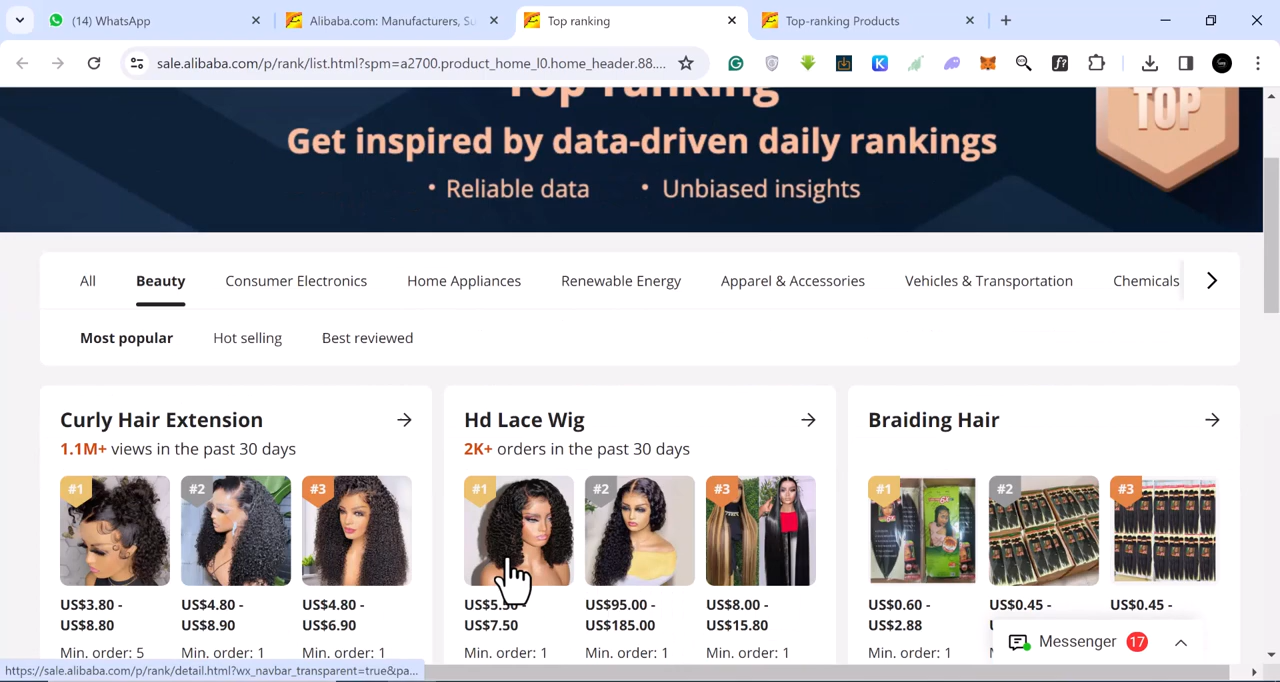 (14) WhatsApp
Alibaba.com: Manufacturers, Su
Top ranking
Top-ranking Products
sale.alibaba.com/p/rank/list.html?spm=a2700.product_home_l0.home_header.88....
Top ranking
TOP
Get inspired by data-driven daily rankings
• Reliable data • Unbiased insights
All Beauty Consumer Electronics Home Appliances Renewable Energy Apparel & Accessories Vehicles & Transportation Chemicals
Most popular Hot selling Best reviewed
Curly Hair Extension
1.1M+ views in the past 30 days
#1 #2 #3
US$3.80 - US$4.80 - US$4.80 -
US$8.80 US$8.90 US$6.90
Min. order: 5 Min. order: 1 Min. order: 1
Hd Lace Wig
2K+ orders in the past 30 days
#1 #2 #3
US$5.50 - US$95.00 - US$8.00 -
US$7.50 US$185.00 US$15.80
Min. order: 1 Min. order: 1 Min. order: 1
Braiding Hair
#1 #2 #3
US$0.60 - US$0.45 - US$0.45 -
US$2.88
Min. order: 1
Messenger 17
https://sale.alibaba.com/p/rank/detail.html?wx_navbar_transparent=true&pa...